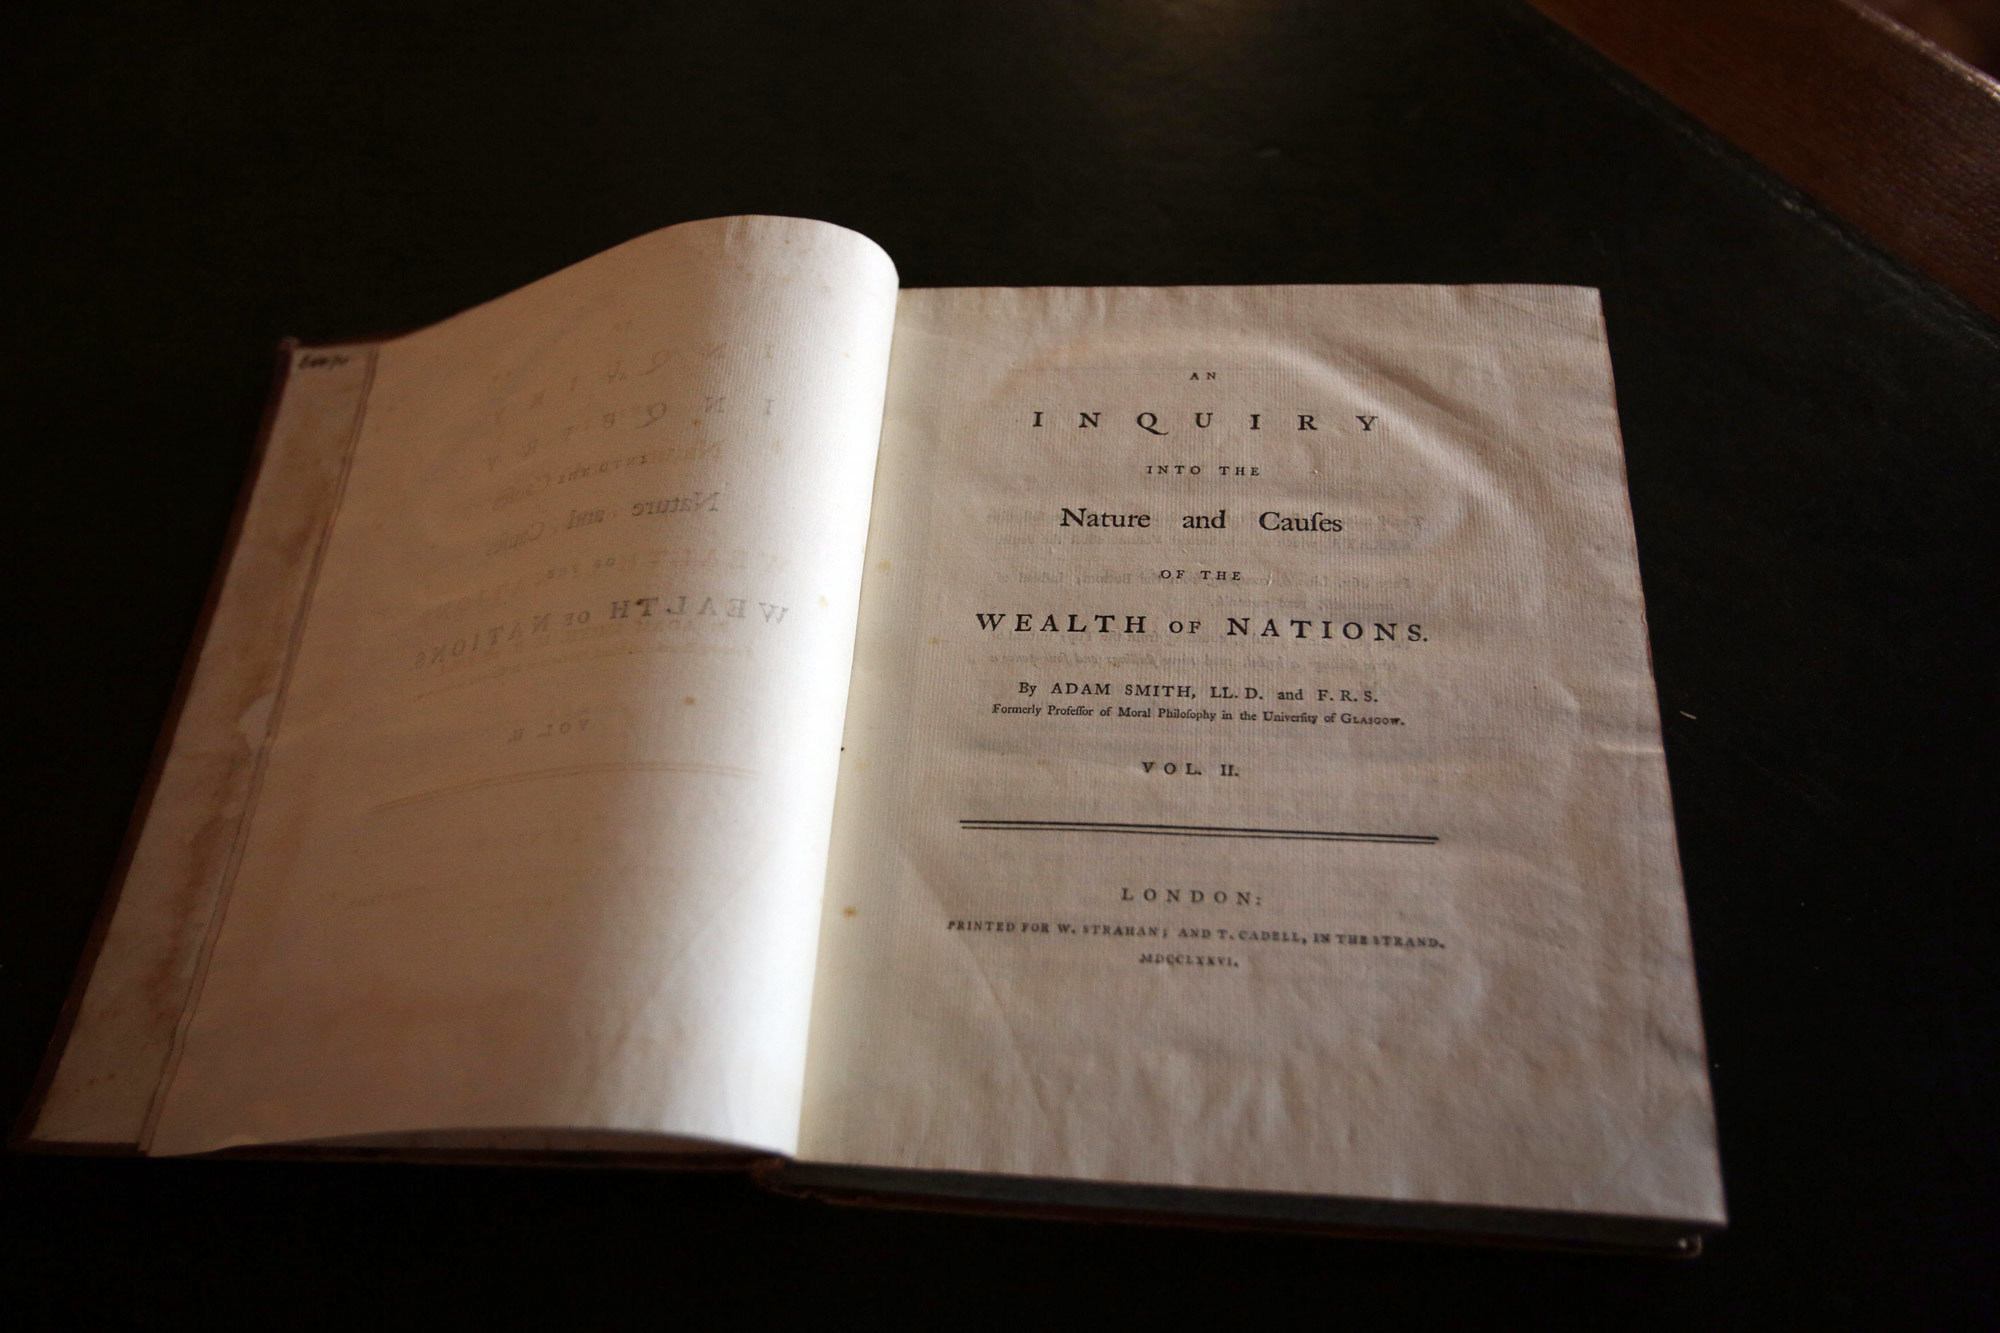 AN
INQUIRY
INTO THE
Nature and Cauſes
OF THE
WEALTH OF NATIONS.
By ADAM SMITH, LL. D. and F. R. S.
Formerly Profeſſor of Moral Philoſophy in the Univerſity of GLASGOW.
VOL. II.
LONDON:
PRINTED FOR W. STRAHAN; AND T. CADELL, IN THE STRAND.
MDCCLXXVI.